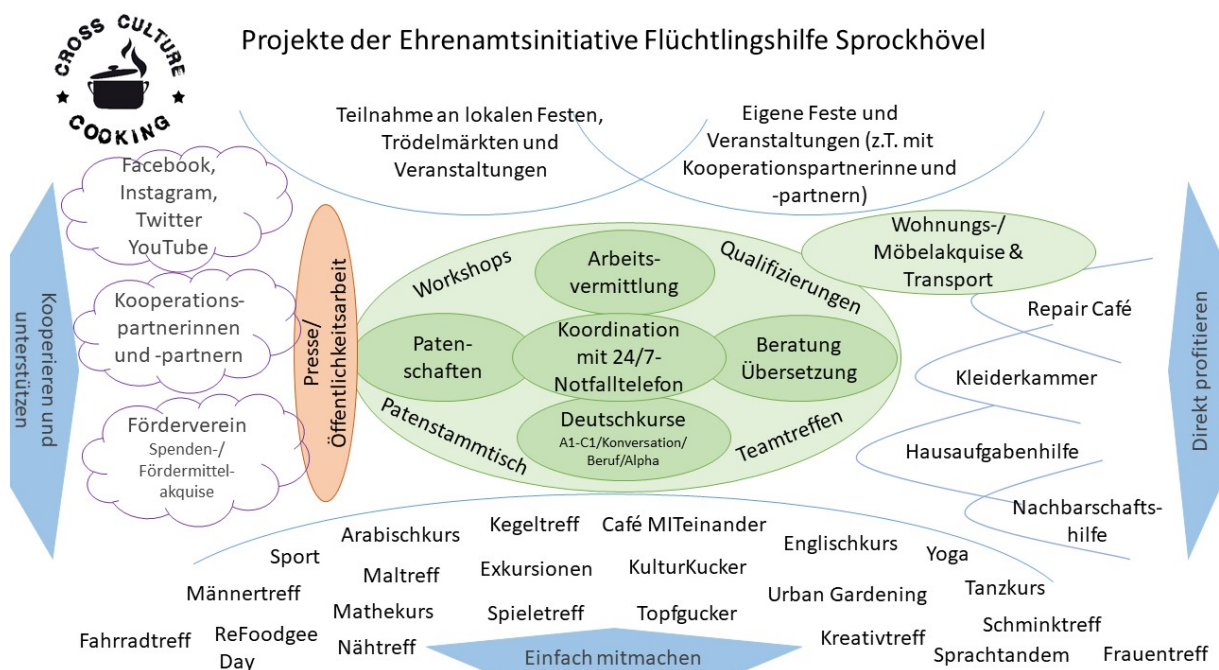 CROSS CULTURE
COOKING
Projekte der Ehrenamtsinitiative Flüchtlingshilfe Sprockhövel
Teilnahme an lokalen Festen,
Trödelmärkten und
Veranstaltungen
Eigene Feste und
Veranstaltungen (z.T. mit
Kooperationspartnerinne und
-partnern)
Facebook,
Instagram,
Twitter
YouTube
Kooperations-
partnerinnen
und -partnern
Förderverein
Spenden-/
Fördermittel-
akquise
Kooperieren und
unterstützen
Presse/
Öffentlichkeitsarbeit
Workshops
Qualifizierungen
Patenstammtisch
Teamtreffen
Arbeits-
vermittlung
Paten-
schaften
Koordination
mit 24/7-
Notfalltelefon
Beratung
Übersetzung
Deutschkurse
A1-C1/Konversation/
Beruf/Alpha
Wohnungs-/
Möbelakquise &
Transport
Repair Café
Kleiderkammer
Hausaufgabenhilfe
Nachbarschafts-
hilfe
Direkt profitieren
Sport
Arabischkurs
Kegeltreff
Café MITeinander
Englischkurs
Yoga
Männertreff
Maltreff
Exkursionen
KulturKucker
Urban Gardening
Tanzkurs
Mathekurs
Spieletreff
Topfgucker
Schminktreff
Fahrradtreff
ReFoodgee
Day
Nähtreff
Kreativtreff
Sprachtandem
Frauentreff
Einfach mitmachen